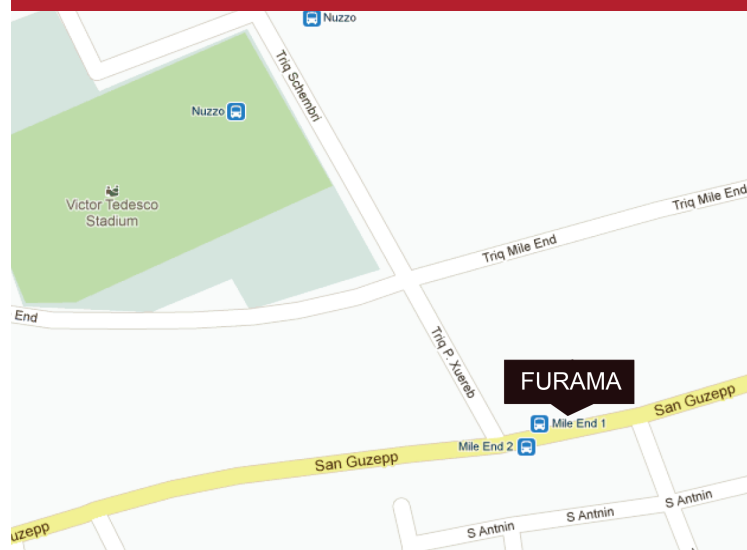 Nuzzo
Triq Schembri
Nuzzo
Victor Tedesco
Stadium
Triq Mile End
Triq Mile End
End
Triq P. Xuereb
FURAMA
San Guzepp
Mile End 1
Mile End 2
San Guzepp
S Antnin
S Antnin
S Antnin
uzepp